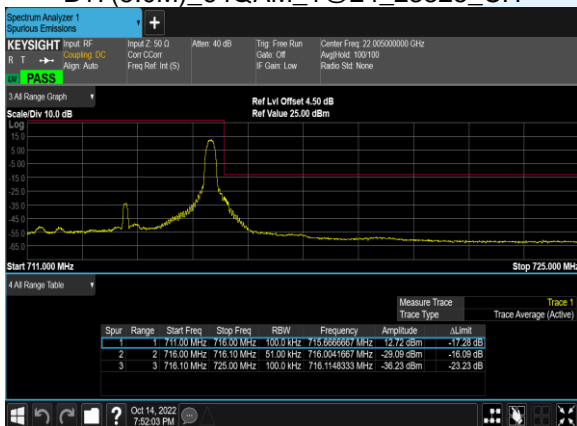 Spectrum Analyzer 1
Spurious Emissions
KEYSIGHT Input: RF Input Z: 50 Ω Atten: 40 dB Trig: Free Run Center Freq: 22.005000000 GHz
R T Coupling: DC Corr CCorr Gate: Off Avg|Hold: 100/100
Align: Auto Freq Ref: Int (S) IF Gain: Low Radio Std: None
PASS
3 All Range Graph Ref Lvl Offset 4.50 dB
Scale/Div 10.0 dB Ref Value 25.00 dBm
Log
15.0
5.00
-5.00
-15.0
-25.0
-35.0
-45.0
-55.0
-65.0
Start 711.000 MHz Stop 725.000 MHz
4 All Range Table
Measure Trace Trace 1
Trace Type Trace Average (Active)
Spur Range Start Freq Stop Freq RBW Frequency Amplitude ΔLimit
1 1 711.00 MHz 716.00 MHz 100.0 kHz 715.6666667 MHz 12.72 dBm -17.28 dB
2 2 716.00 MHz 716.10 MHz 51.00 kHz 716.0041667 MHz -29.09 dBm -16.09 dB
3 3 716.10 MHz 725.00 MHz 100.0 kHz 716.1148333 MHz -36.23 dBm -23.23 dB
Oct 14, 2022
7:52:03 PM